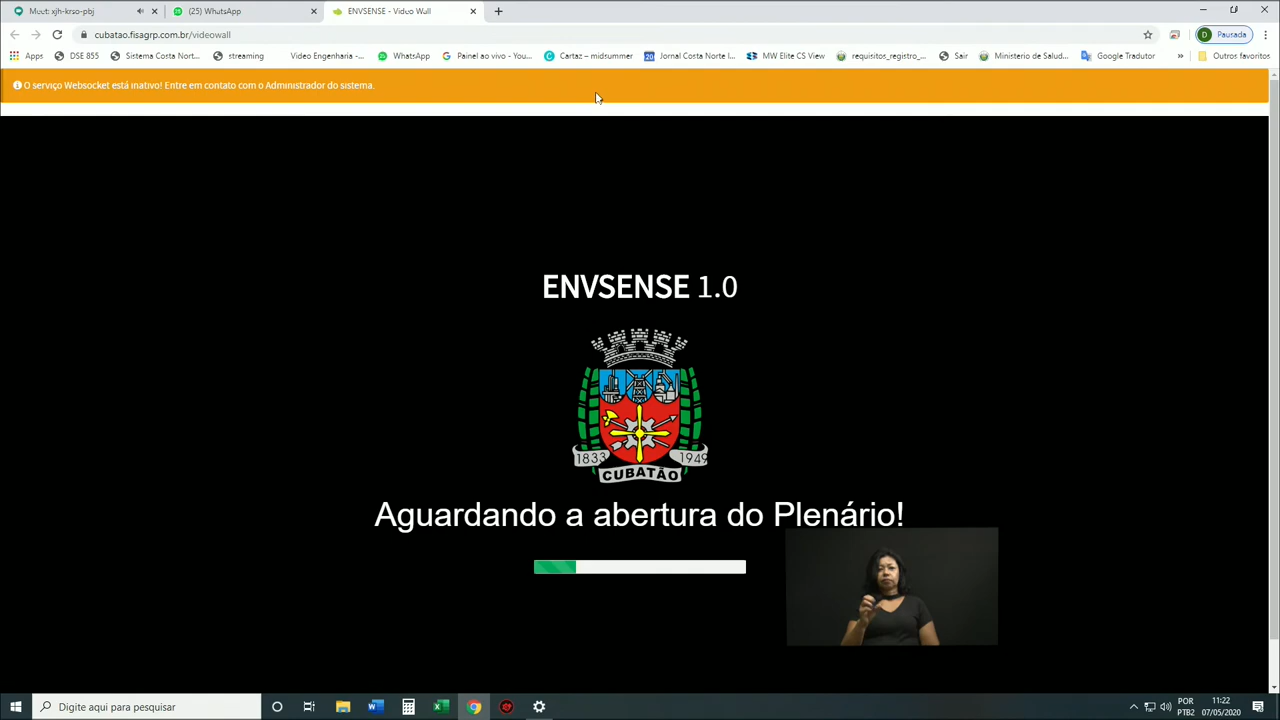 Meet: xjh-krso-pbj
(25) WhatsApp
ENVSENSE - Video Wall
cubatao.fisagrp.com.br/videowall
D Pausada
Apps
DSE 855
Sistema Costa Nort...
streaming
Video Engenharia -...
WhatsApp
Painel ao vivo - You...
Cartaz – midsummer
20 Jornal Costa Norte I...
MW Elite CS View
requisitos_registro_...
Sair
Ministerio de Salud...
Google Tradutor
»
Outros favoritos
O serviço Websocket está inativo! Entre em contato com o Administrador do sistema.
ENVSENSE 1.0
1833 1949
CUBATÃO
Aguardando a abertura do Plenário!
Digite aqui para pesquisar
POR
PTB2
11:22
07/05/2020